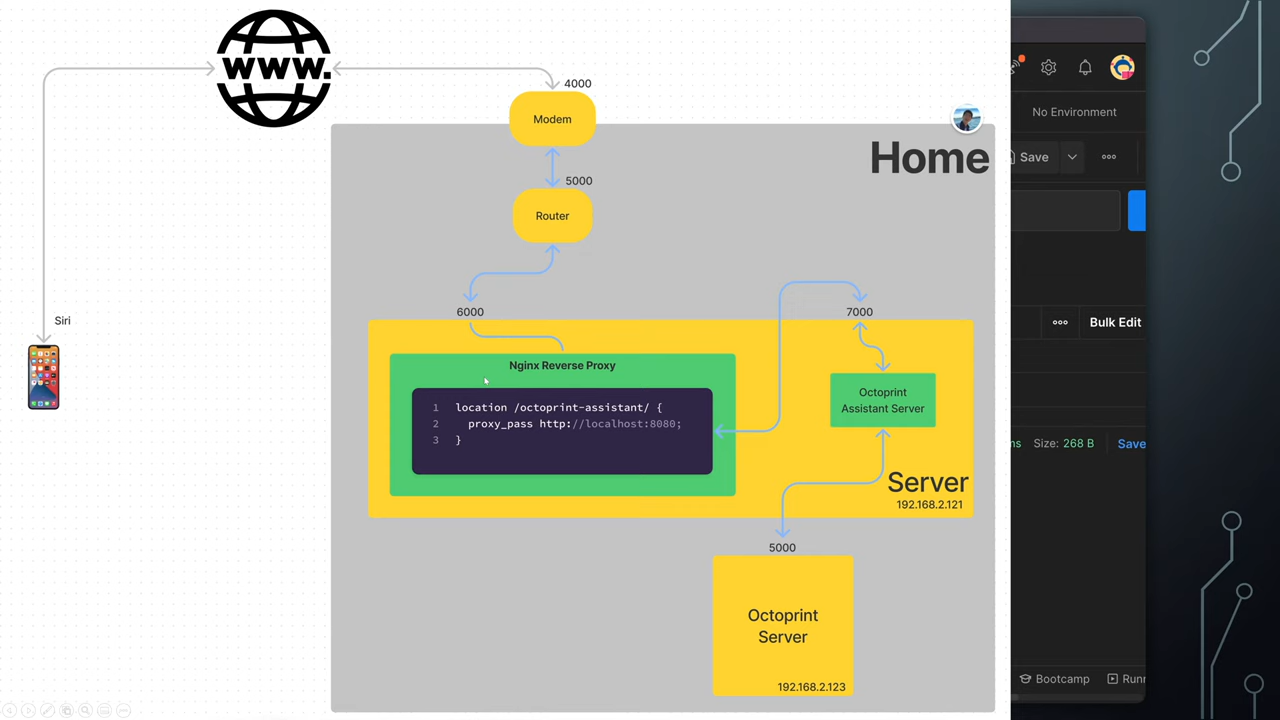 WWW.
4000
Modem
Home
5000
Router
6000
7000
Siri
Nginx Reverse Proxy
1 location /octoprint-assistant/ {
2 proxy_pass http://localhost:8080;
3 }
Octoprint
Assistant Server
Server
192.168.2.121
5000
Octoprint
Server
192.168.2.123
No Environment
Save
Bulk Edit
Size: 268 B
Save
Bootcamp